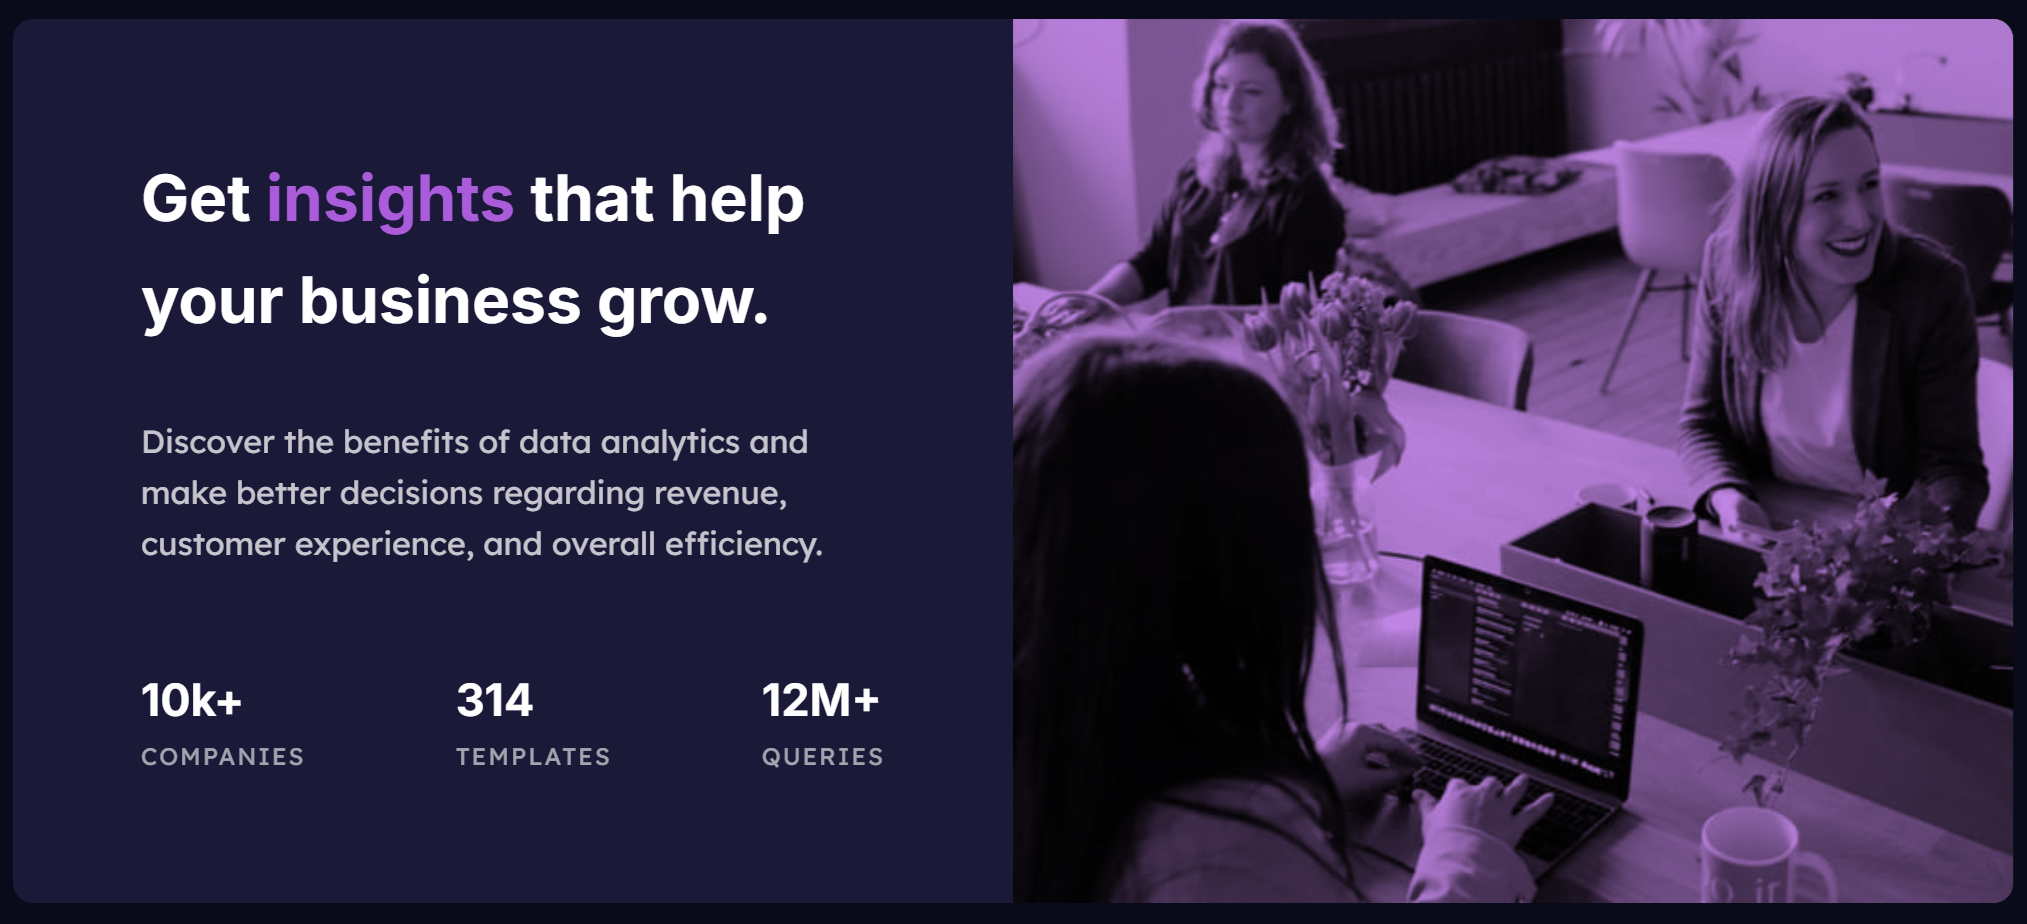 Get insights that help
your business grow.
Discover the benefits of data analytics and
make better decisions regarding revenue,
customer experience, and overall efficiency.
10k+ 314 12M+
COMPANIES TEMPLATES QUERIES